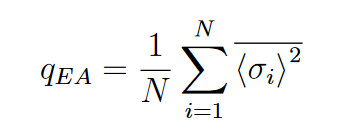 $q_{EA} = \frac{1}{N} \sum_{i=1}^{N} \overline{\langle \sigma_i \rangle^2}$